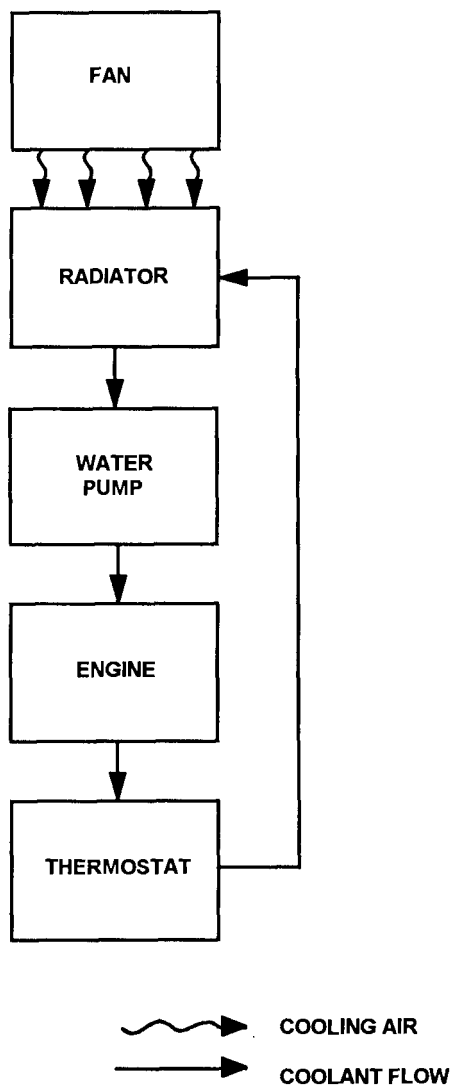 FAN
RADIATOR
WATER
PUMP
ENGINE
THERMOSTAT
COOLING AIR
COOLANT FLOW